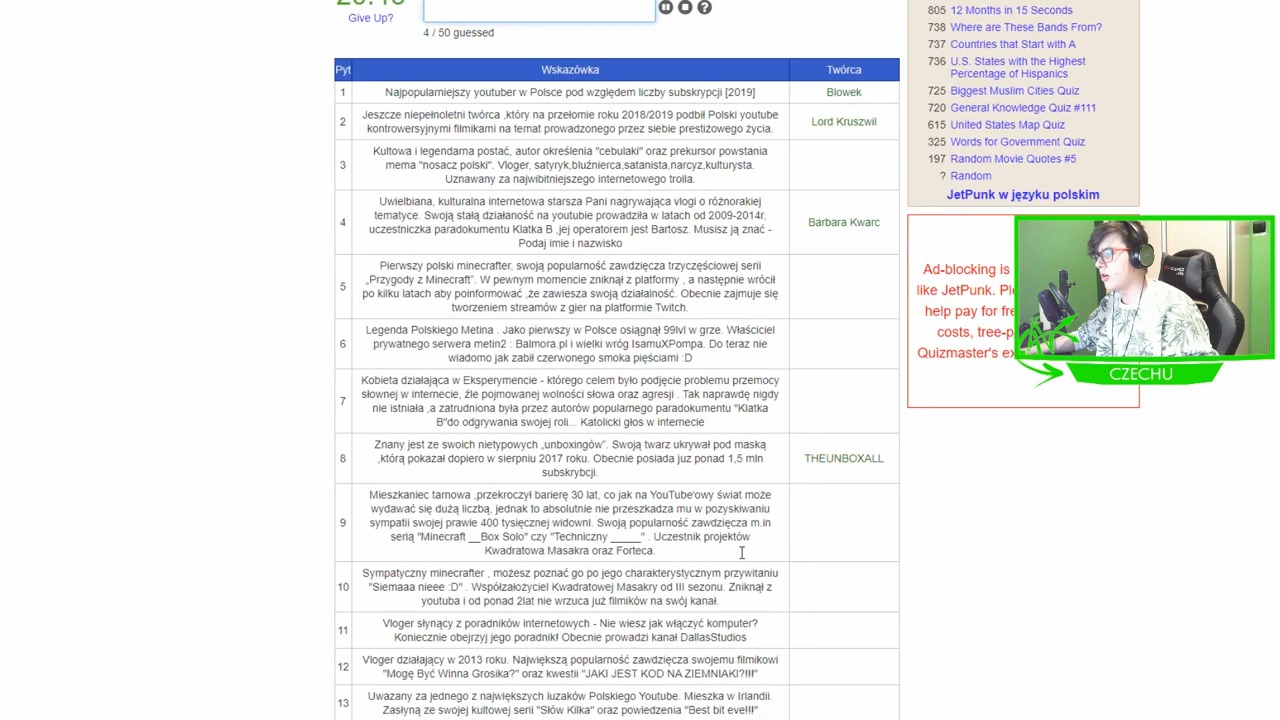 Give Up?
4 / 50 guessed
Pyt Wskazówka Twórca
1 Najpopularniejszy youtuber w Polsce pod względem liczby subskrypcji [2019] Blowek
2 Jeszcze niepełnoletni twórca ,który na przełomie roku 2018/2019 podbił Polski youtube
kontrowersyjnymi filmikami na temat prowadzonego przez siebie prestiżowego życia.
Lord Kruszwil
3 Kultowa i legendarna postać, autor określenia "cebulaki" oraz prekursor powstania
mema "nosacz polski". Vloger, satyryk,bluźnierca,satanista,narcyz,kulturysta.
Uznawany za najwibitniejszego internetowego trolla.
4 Uwielbiana, kulturalna internetowa starsza Pani nagrywająca vlogi o różnorakiej
tematyce. Swoją stałą działaność na youtubie prowadziła w latach od 2009-2014r,
uczestniczka paradokumentu Klatka B ,jej operatorem jest Bartosz. Musisz ją znać -
Podaj imie i nazwisko
Barbara Kwarc
5 Pierwszy polski minecrafter, swoją popularność zawdzięcza trzyczęściowej serii
„Przygody z Minecraft”. W pewnym momencie zniknął z platformy , a następnie wrócił
po kilku latach aby poinformować ,że zawiesza swoją działalność. Obecnie zajmuje się
tworzeniem streamów z gier na platformie Twitch.
6 Legenda Polskiego Metina . Jako pierwszy w Polsce osiągnął 99lvl w grze. Właściciel
prywatnego serwera metin2 : Balmora.pl i wielki wróg IsamuXPompa. Do teraz nie
wiadomo jak zabił czerwonego smoka pięściami :D
7 Kobieta działająca w Eksperymencie - którego celem było podjęcie problemu przemocy
słownej w internecie, źle pojmowanej wolności słowa oraz agresji . Tak naprawdę nigdy
nie istniała ,a zatrudniona była przez autorów popularnego paradokumentu "Klatka
B"do odgrywania swojej roli... Katolicki głos w internecie
8 Znany jest ze swoich nietypowych „unboxingów”. Swoją twarz ukrywał pod maską
,którą pokazał dopiero w sierpniu 2017 roku. Obecnie posiada juz ponad 1,5 mln
subskrybcji.
THEUNBOXALL
9 Mieszkaniec tarnowa ,przekroczył barierę 30 lat, co jak na YouTube'owy świat może
wydawać się dużą liczbą, jednak to absolutnie nie przeszkadza mu w pozyskiwaniu
sympatii swojej prawie 400 tysięcznej widowni. Swoją popularność zawdzięcza m.in
serią "Minecraft __Box Solo" czy "Techniczny _____" . Uczestnik projektów
Kwadratowa Masakra oraz Forteca.
10 Sympatyczny minecrafter , możesz poznać go po jego charakterystycznym przywitaniu
"Siemaaa nieee :D" . Współzałożyciel Kwadratowej Masakry od III sezonu. Zniknął z
youtuba i od ponad 2lat nie wrzuca już filmików na swój kanał.
11 Vloger słynący z poradników internetowych - Nie wiesz jak włączyć komputer?
Koniecznie obejrzyj jego poradnik! Obecnie prowadzi kanał DallasStudios
12 Vloger działający w 2013 roku. Największą popularność zawdzięcza swojemu filmikowi
"Mogę Być Winna Grosika?" oraz kwestii "JAKI JEST KOD NA ZIEMNIAKI?!!!"
13 Uwazany za jednego z największych luzaków Polskiego Youtube. Mieszka w Irlandii.
Zasłyną ze swojej kultowej serii "Słów Kilka" oraz powiedzenia "Best bit eve!!!"
805 12 Months in 15 Seconds
738 Where are These Bands From?
737 Countries that Start with A
736 U.S. States with the Highest
Percentage of Hispanics
725 Biggest Muslim Cities Quiz
720 General Knowledge Quiz #111
615 United States Map Quiz
325 Words for Government Quiz
197 Random Movie Quotes #5
? Random
JetPunk w języku polskim
Ad-blocking is
like JetPunk.
help pay for
costs,
Quizmaster's
CZECHU